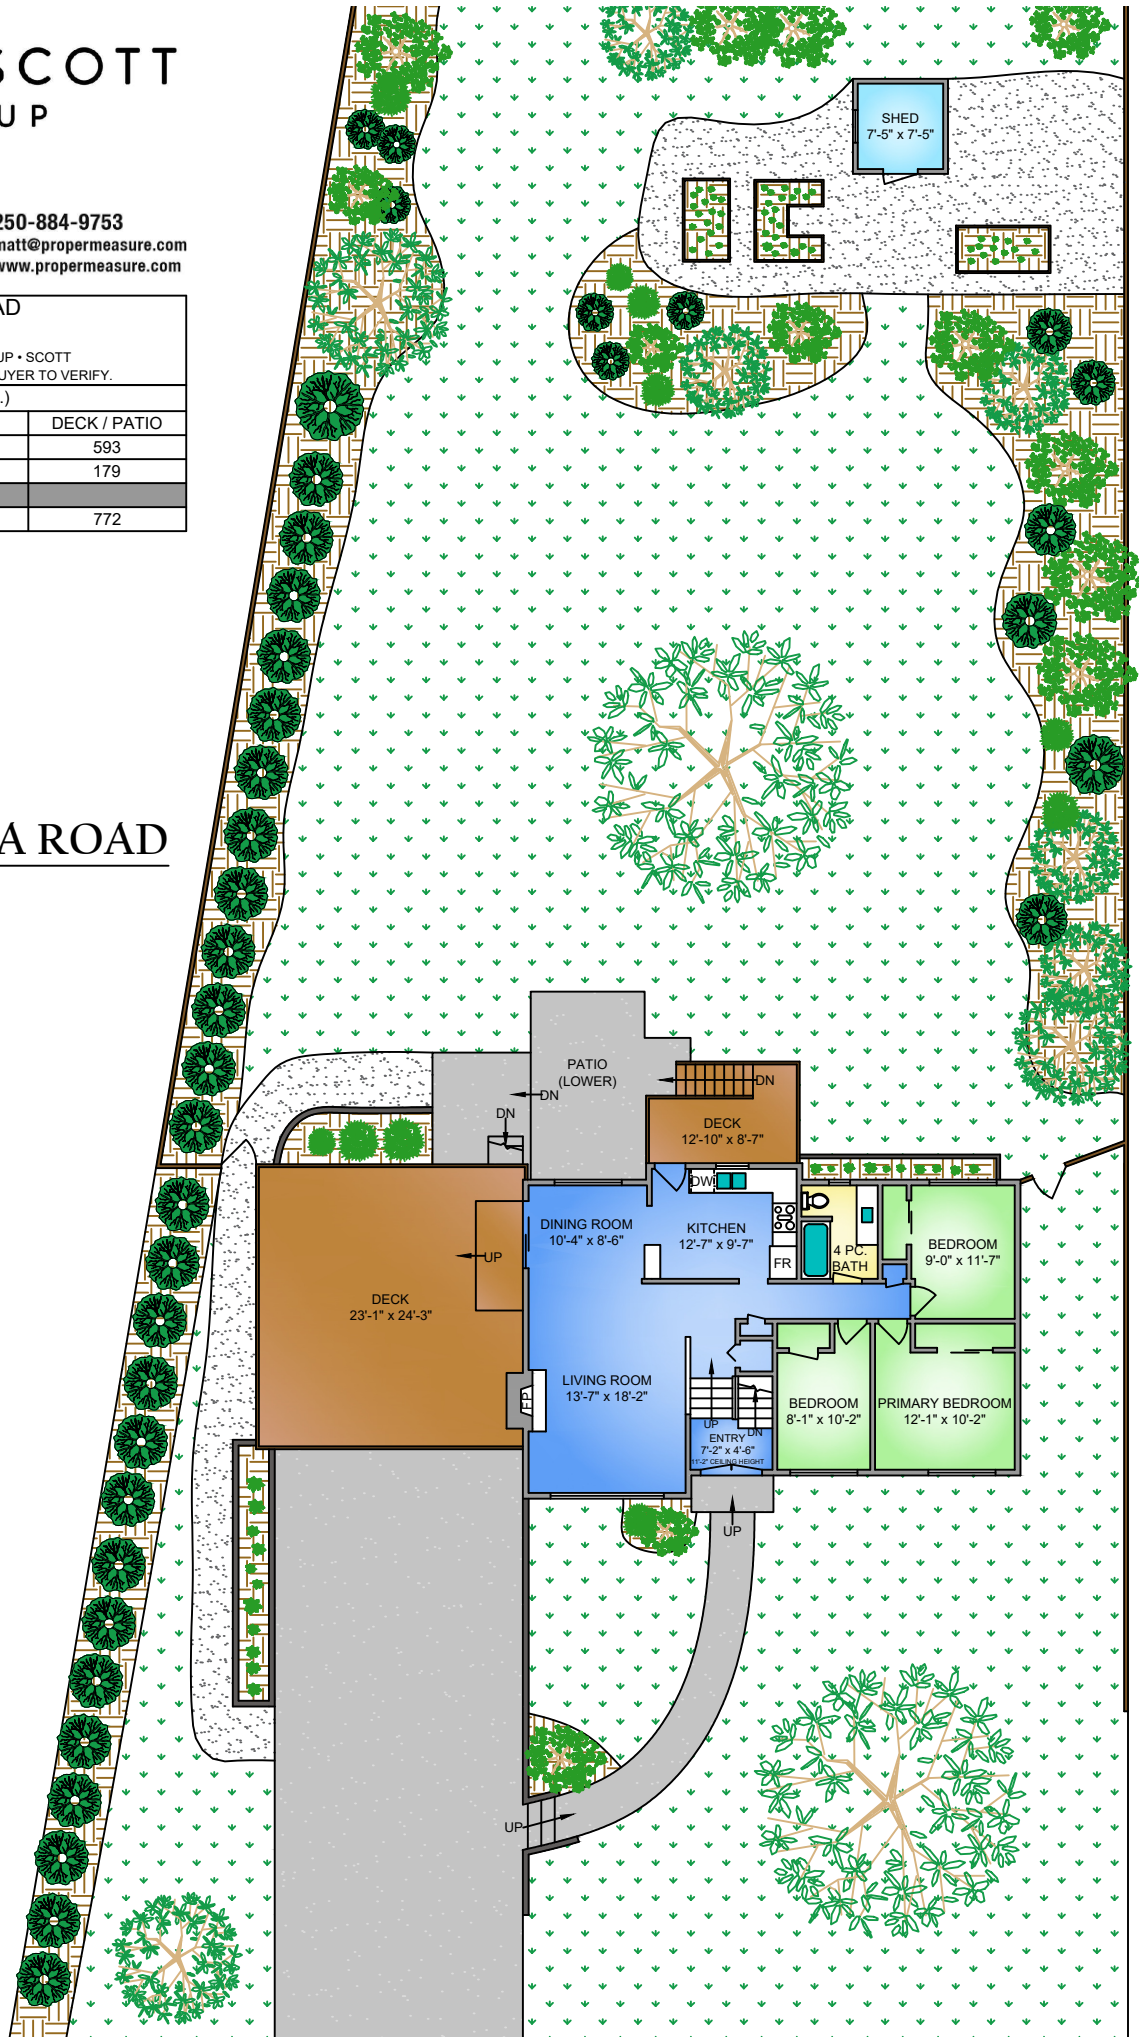 SCOTT
UP
250-884-9753
matt@propermeasure.com
www.propermeasure.com
AD
UP • SCOTT
UYER TO VERIFY.
.)
DECK / PATIO
593
179
772
A ROAD
SHED
7'-5" x 7'-5"
PATIO
(LOWER)
DN
DN
DN
DECK
12'-10" x 8'-7"
DW
DINING ROOM
10'-4" x 8'-6"
KITCHEN
12'-7" x 9'-7"
FR
4 PC.
BATH
BEDROOM
9'-0" x 11'-7"
UP
DECK
23'-1" x 24'-3"
LIVING ROOM
13'-7" x 18'-2"
FP
BEDROOM
8'-1" x 10'-2"
PRIMARY BEDROOM
12'-1" x 10'-2"
UP
DN
ENTRY
7'-2" x 4'-6"
11'-2" CEILING HEIGHT
UP
UP